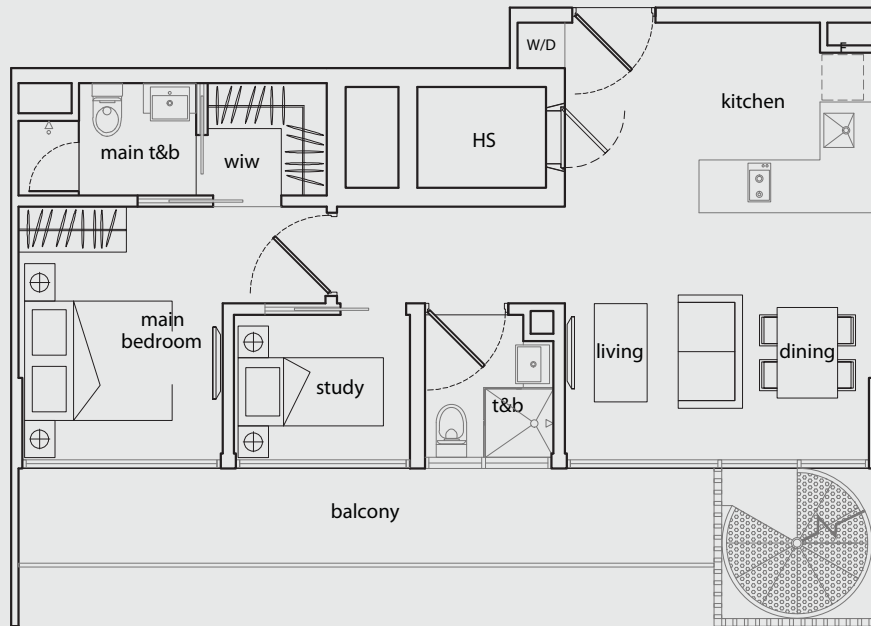 W/D
F
kitchen
main t&b
wiw
HS
main
bedroom
study
t&b
living
dining
balcony